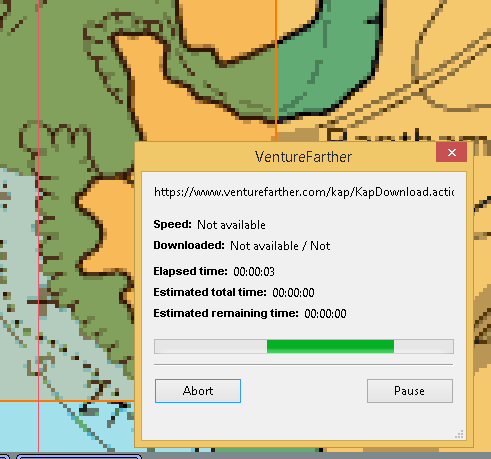 Bantham
VentureFarther
https://www.venturefarther.com/kap/KapDownload.actic
Speed: Not available
Downloaded: Not available / Not
Elapsed time: 00:00:03
Estimated total time: 00:00:00
Estimated remaining time: 00:00:00
Abort Pause